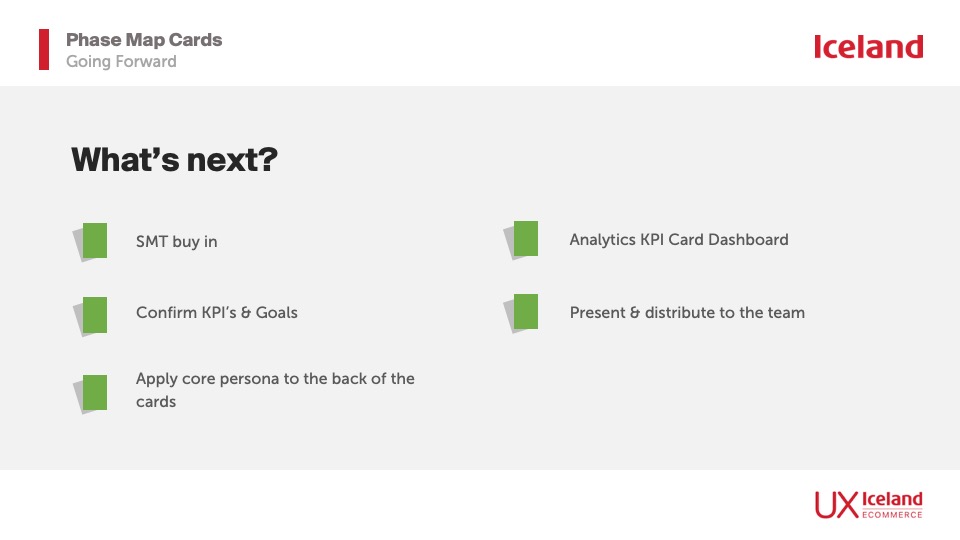 Phase Map Cards
Going Forward
Iceland
What's next?
SMT buy in
Confirm KPI's & Goals
Apply core persona to the back of the
cards
Analytics KPI Card Dashboard
Present & distribute to the team
UX Iceland
ECOMMERCE